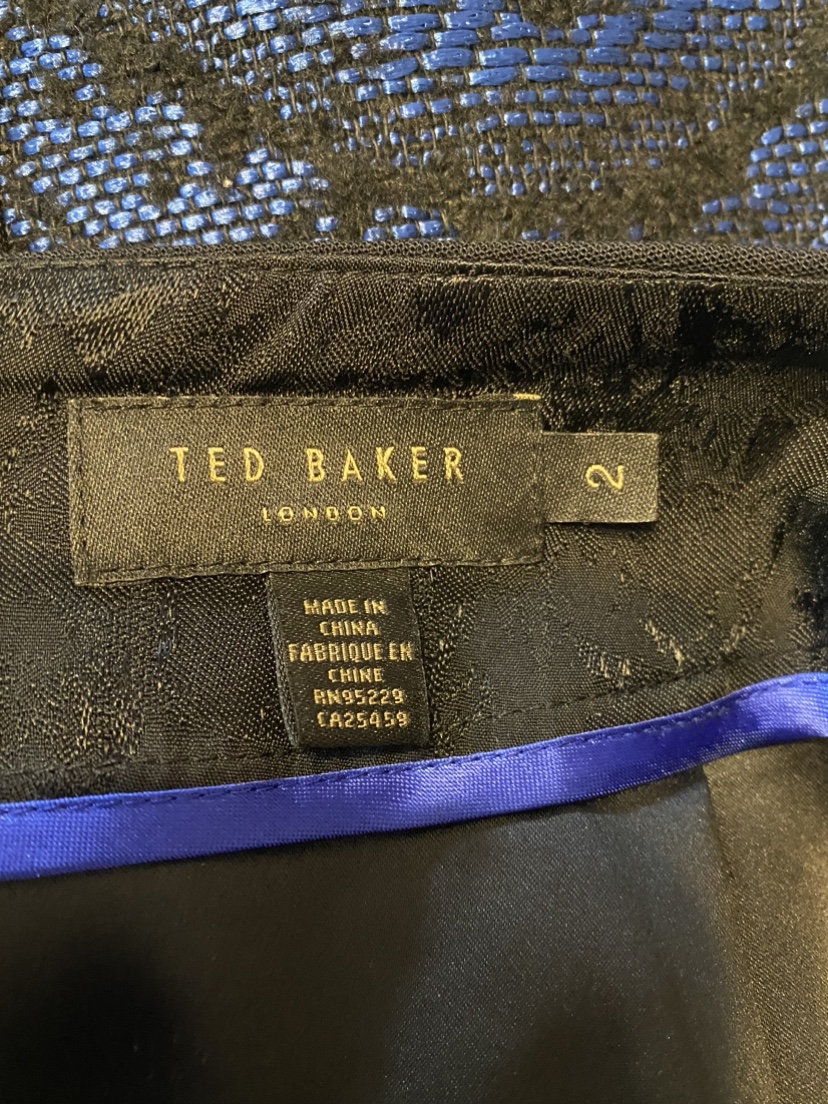 TED BAKER
LONDON
2
MADE IN
CHINA
FABRIQUE EN
CHINE
RN95229
CA25459